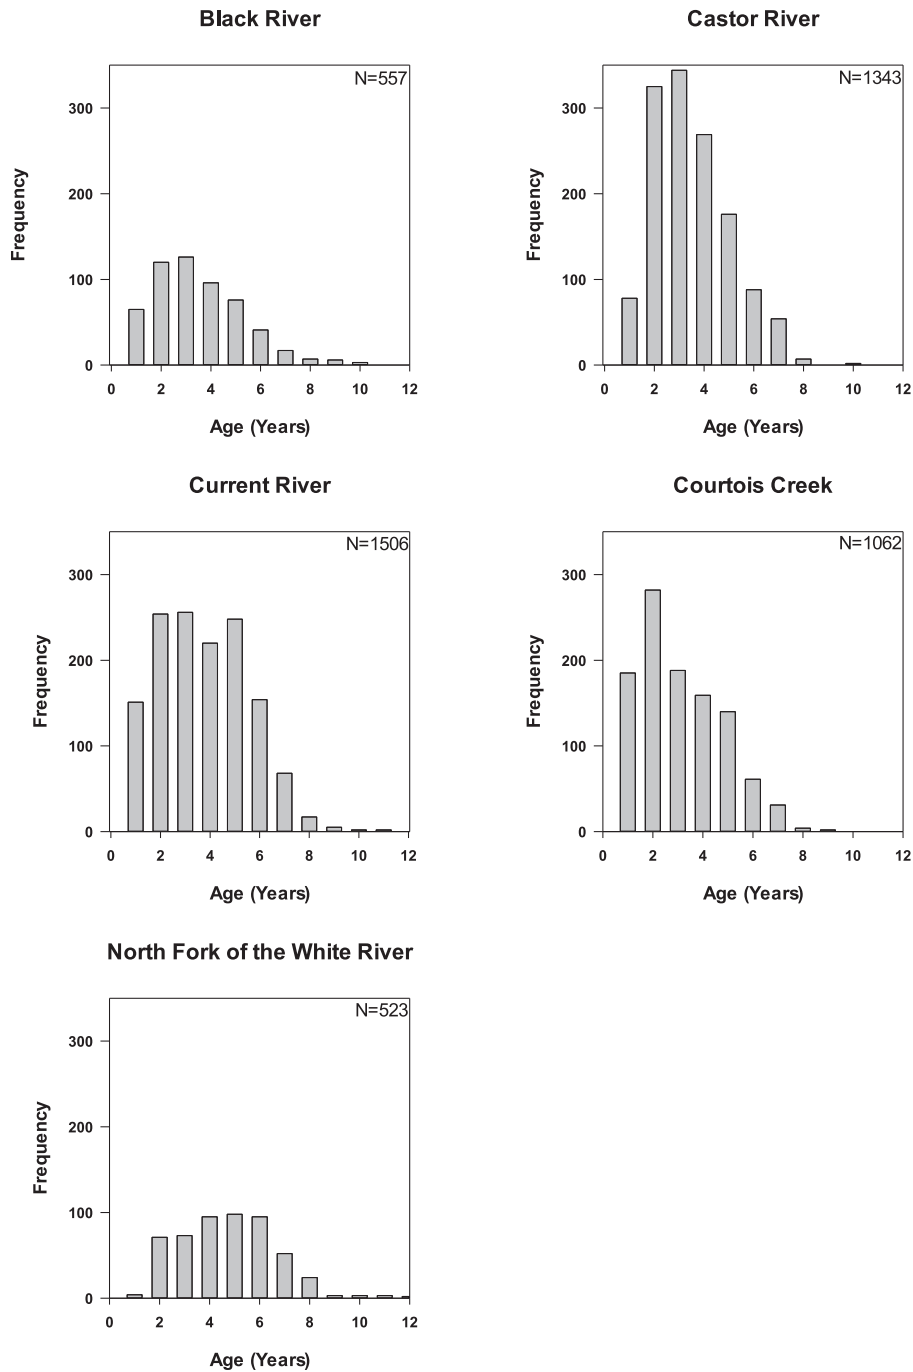 Black River
N=557
Frequency
300
200
100
0
0 2 4 6 8 10 12
Age (Years)
Castor River
N=1343
Frequency
300
200
100
0
0 2 4 6 8 10 12
Age (Years)
Current River
N=1506
Frequency
300
200
100
0
0 2 4 6 8 10 12
Age (Years)
Courtois Creek
N=1062
Frequency
300
200
100
0
0 2 4 6 8 10 12
Age (Years)
North Fork of the White River
N=523
Frequency
300
200
100
0
0 2 4 6 8 10 12
Age (Years)